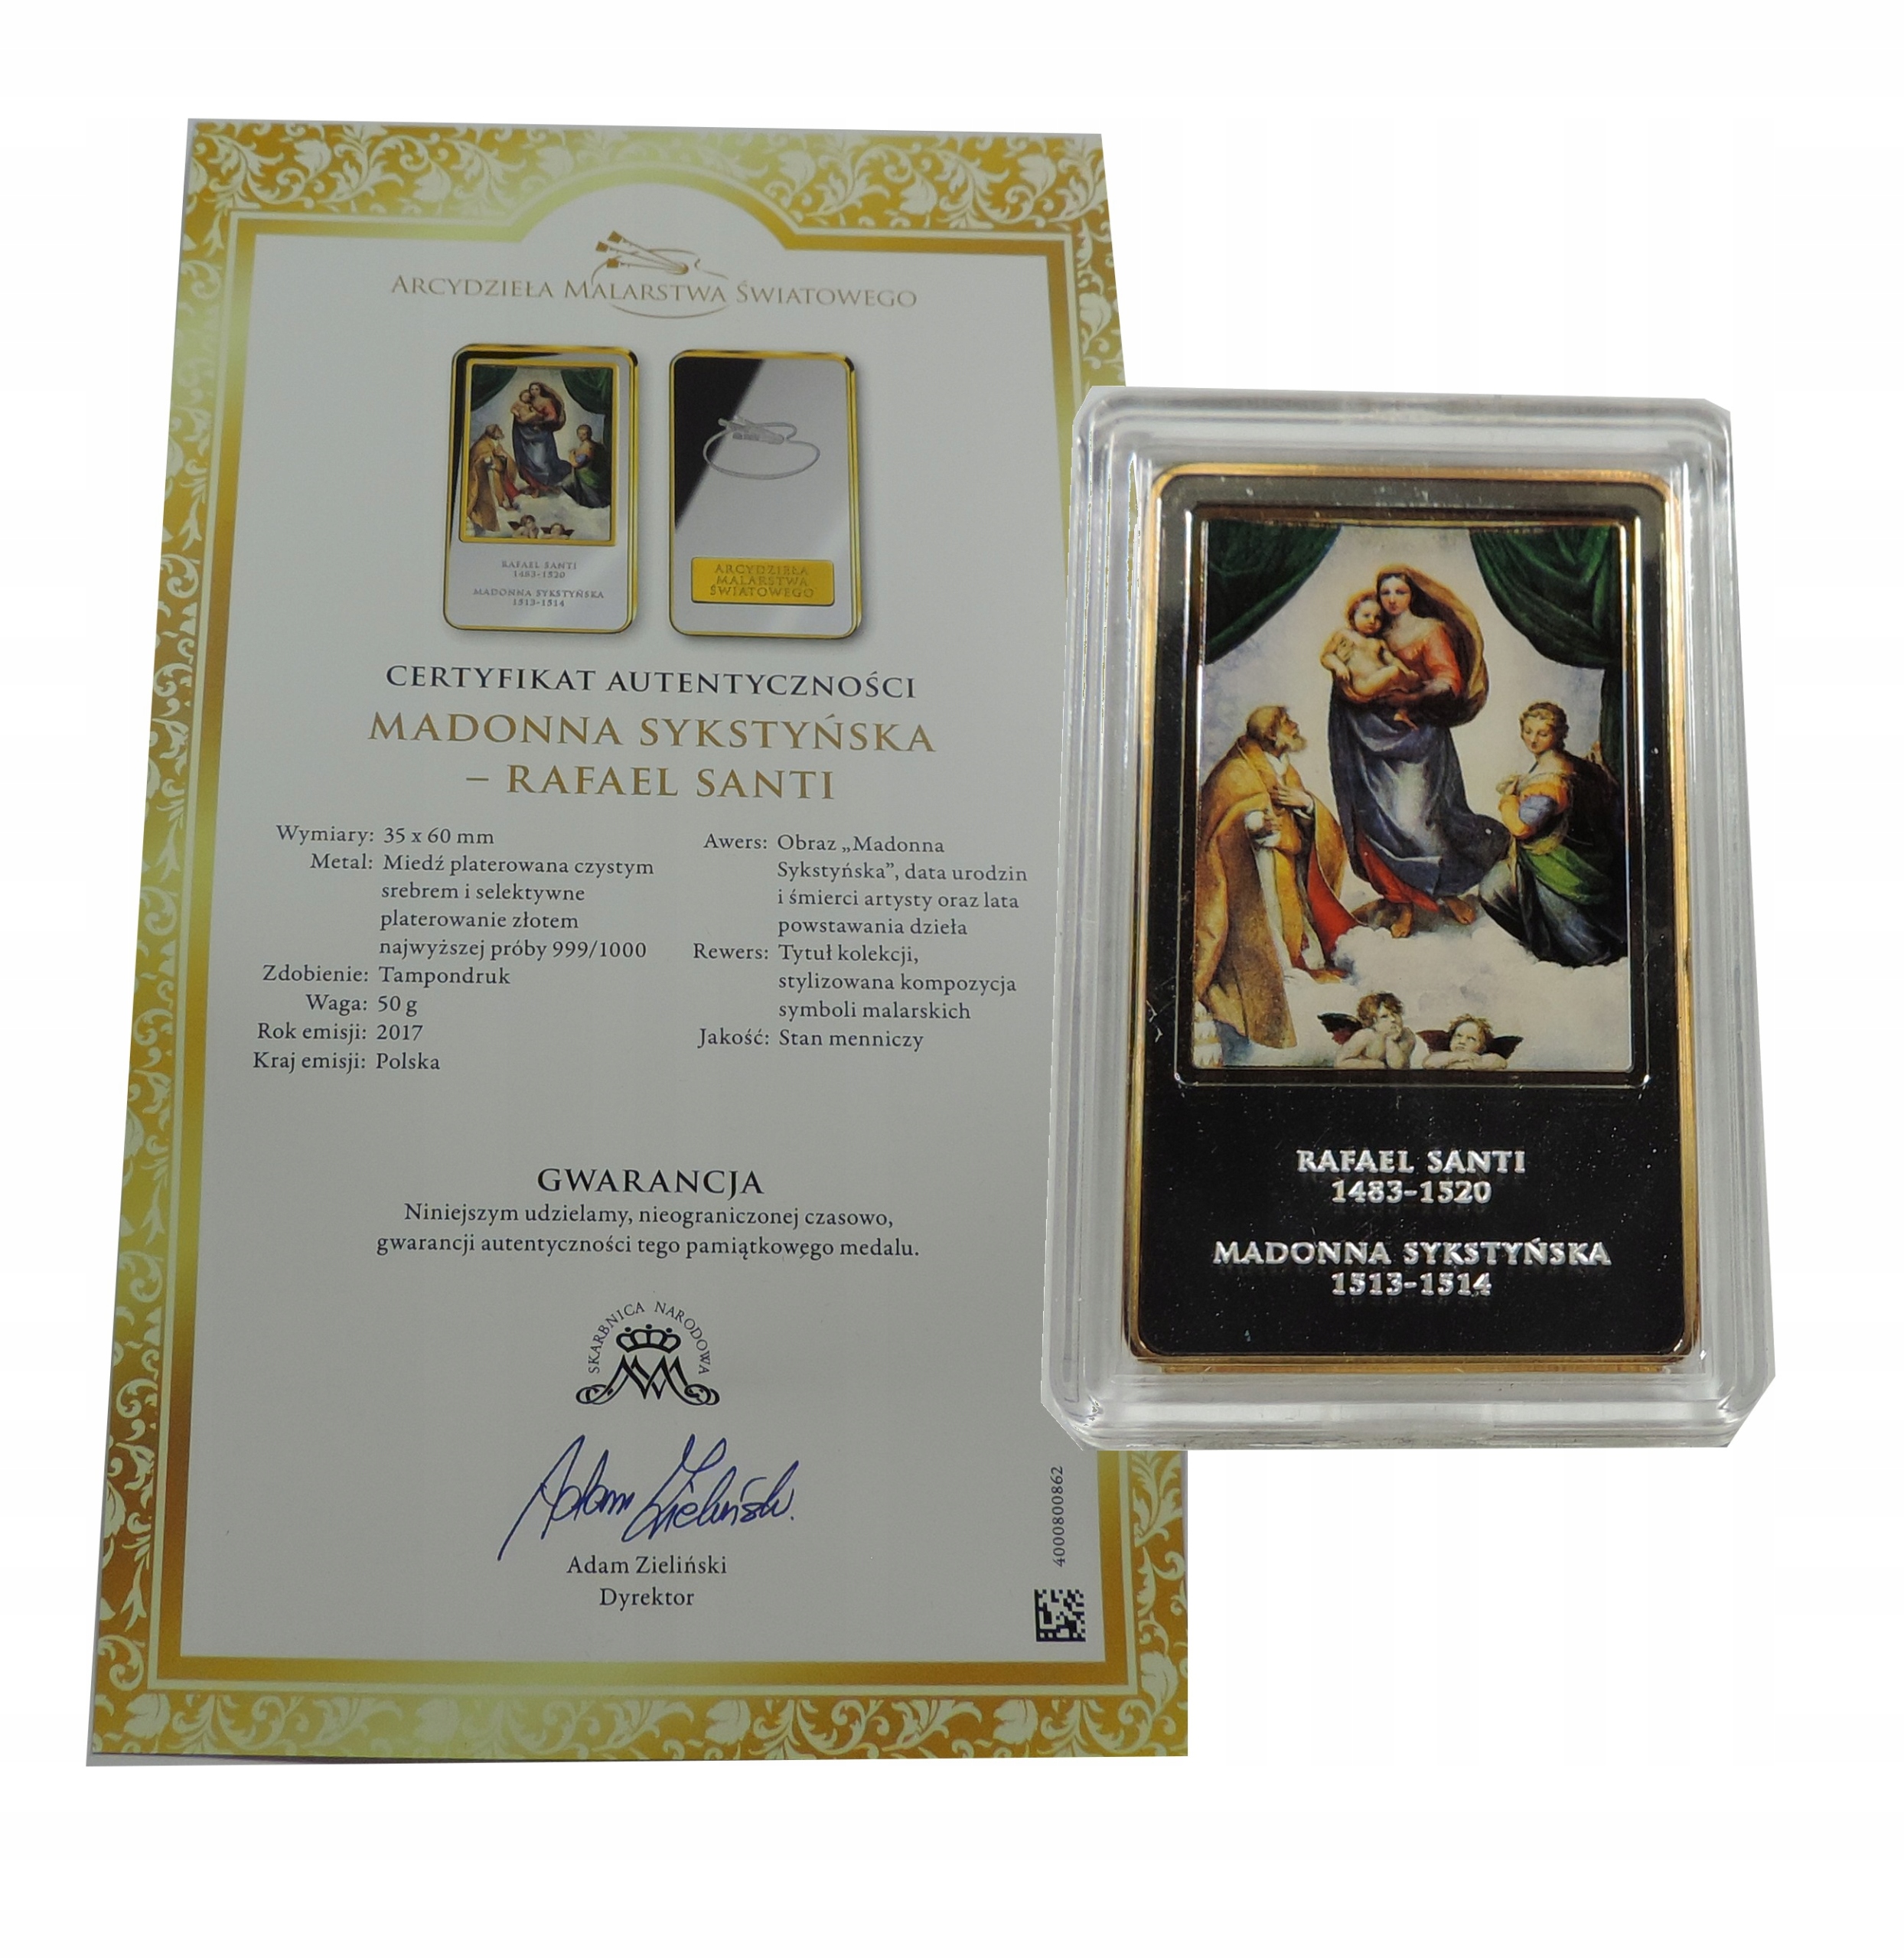 ARCYDZIEŁA MALARSTWA ŚWIATOWEGO
RAFAEL SANTI
1483-1520
MADONNA SYKSTYŃSKA
1513-1514
ARCYDZIEŁA
MALARSTWA
ŚWIATOWEGO
CERTYFIKAT AUTENTYCZNOŚCI
MADONNA SYKSTYŃSKA
– RAFAEL SANTI
Wymiary: 35 x 60 mm
Metal: Miedź platerowana czystym
srebrem i selektywne
platerowanie złotem
najwyższej próby 999/1000
Zdobienie: Tampondruk
Waga: 50 g
Rok emisji: 2017
Kraj emisji: Polska
Awers: Obraz „Madonna
Sykstyńska”, data urodzin
i śmierci artysty oraz lata
powstawania dzieła
Rewers: Tytuł kolekcji,
stylizowana kompozycja
symboli malarskich
Jakość: Stan menniczy
GWARANCJA
Niniejszym udzielamy, nieograniczonej czasowo,
gwarancji autentyczności tego pamiątkowego medalu.
SKARBNICA NARODOWA
Adam Zieliński
Adam Zieliński
Dyrektor
4000800862
RAFAEL SANTI
1483-1520
MADONNA SYKSTYŃSKA
1513-1514